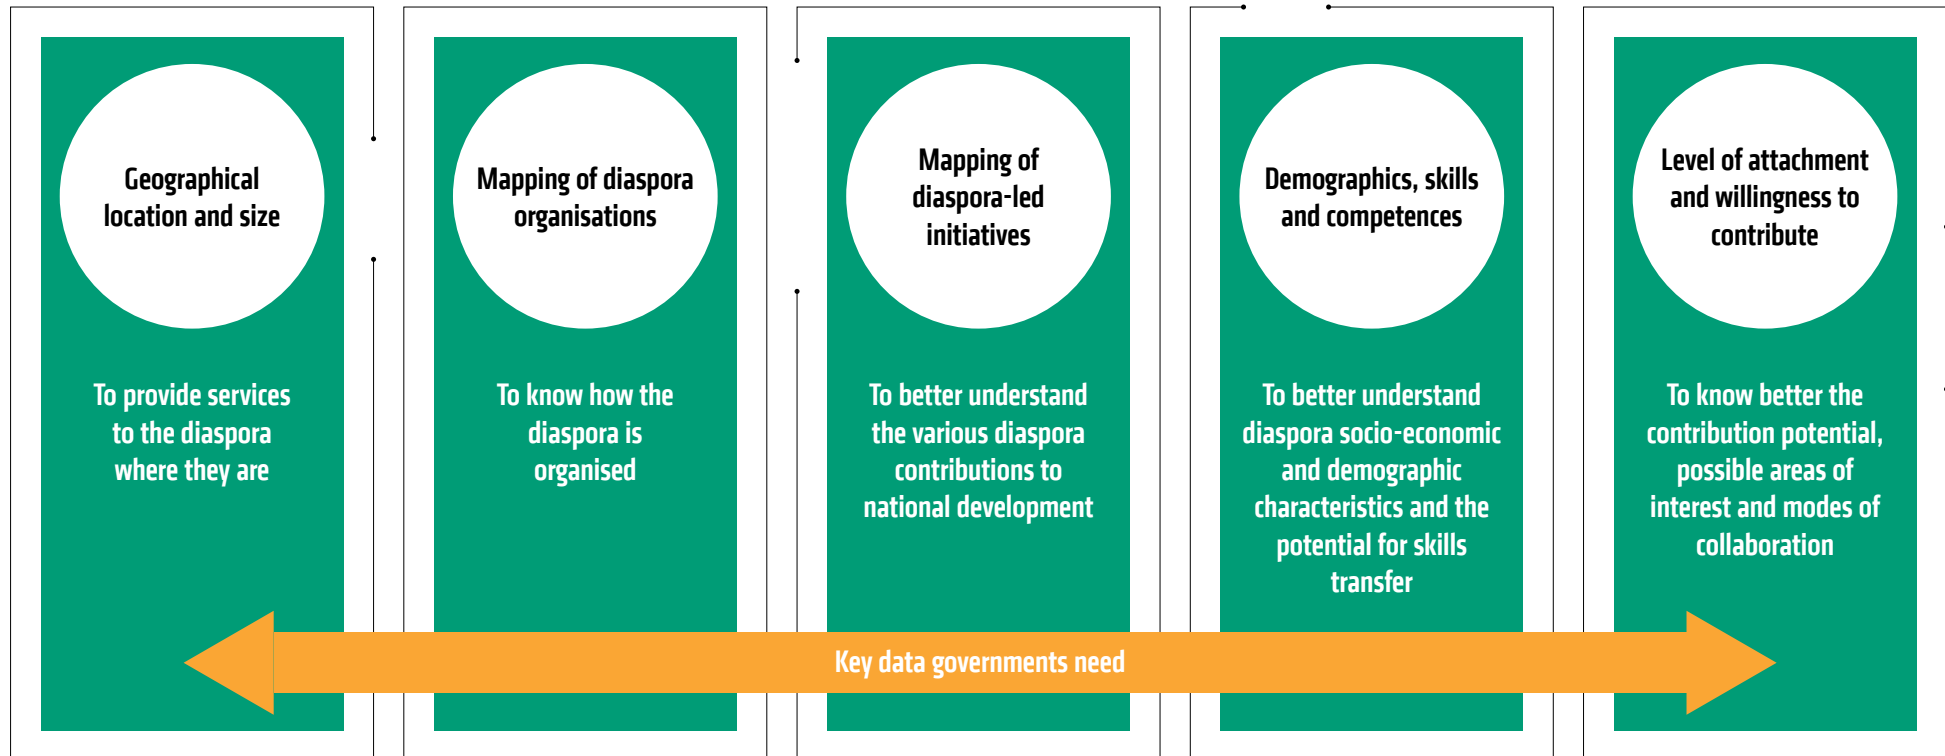 Geographical
location and size
To provide services
to the diaspora
where they are
Mapping of diaspora
organisations
To know how the
diaspora is
organised
Mapping of
diaspora-led
initiatives
To better understand
the various diaspora
contributions to
national development
Demographics, skills
and competences
To better understand
diaspora socio-economic
and demographic
characteristics and the
potential for skills
transfer
Level of attachment
and willingness to
contribute
To know better the
contribution potential,
possible areas of
interest and modes of
collaboration
Key data governments need